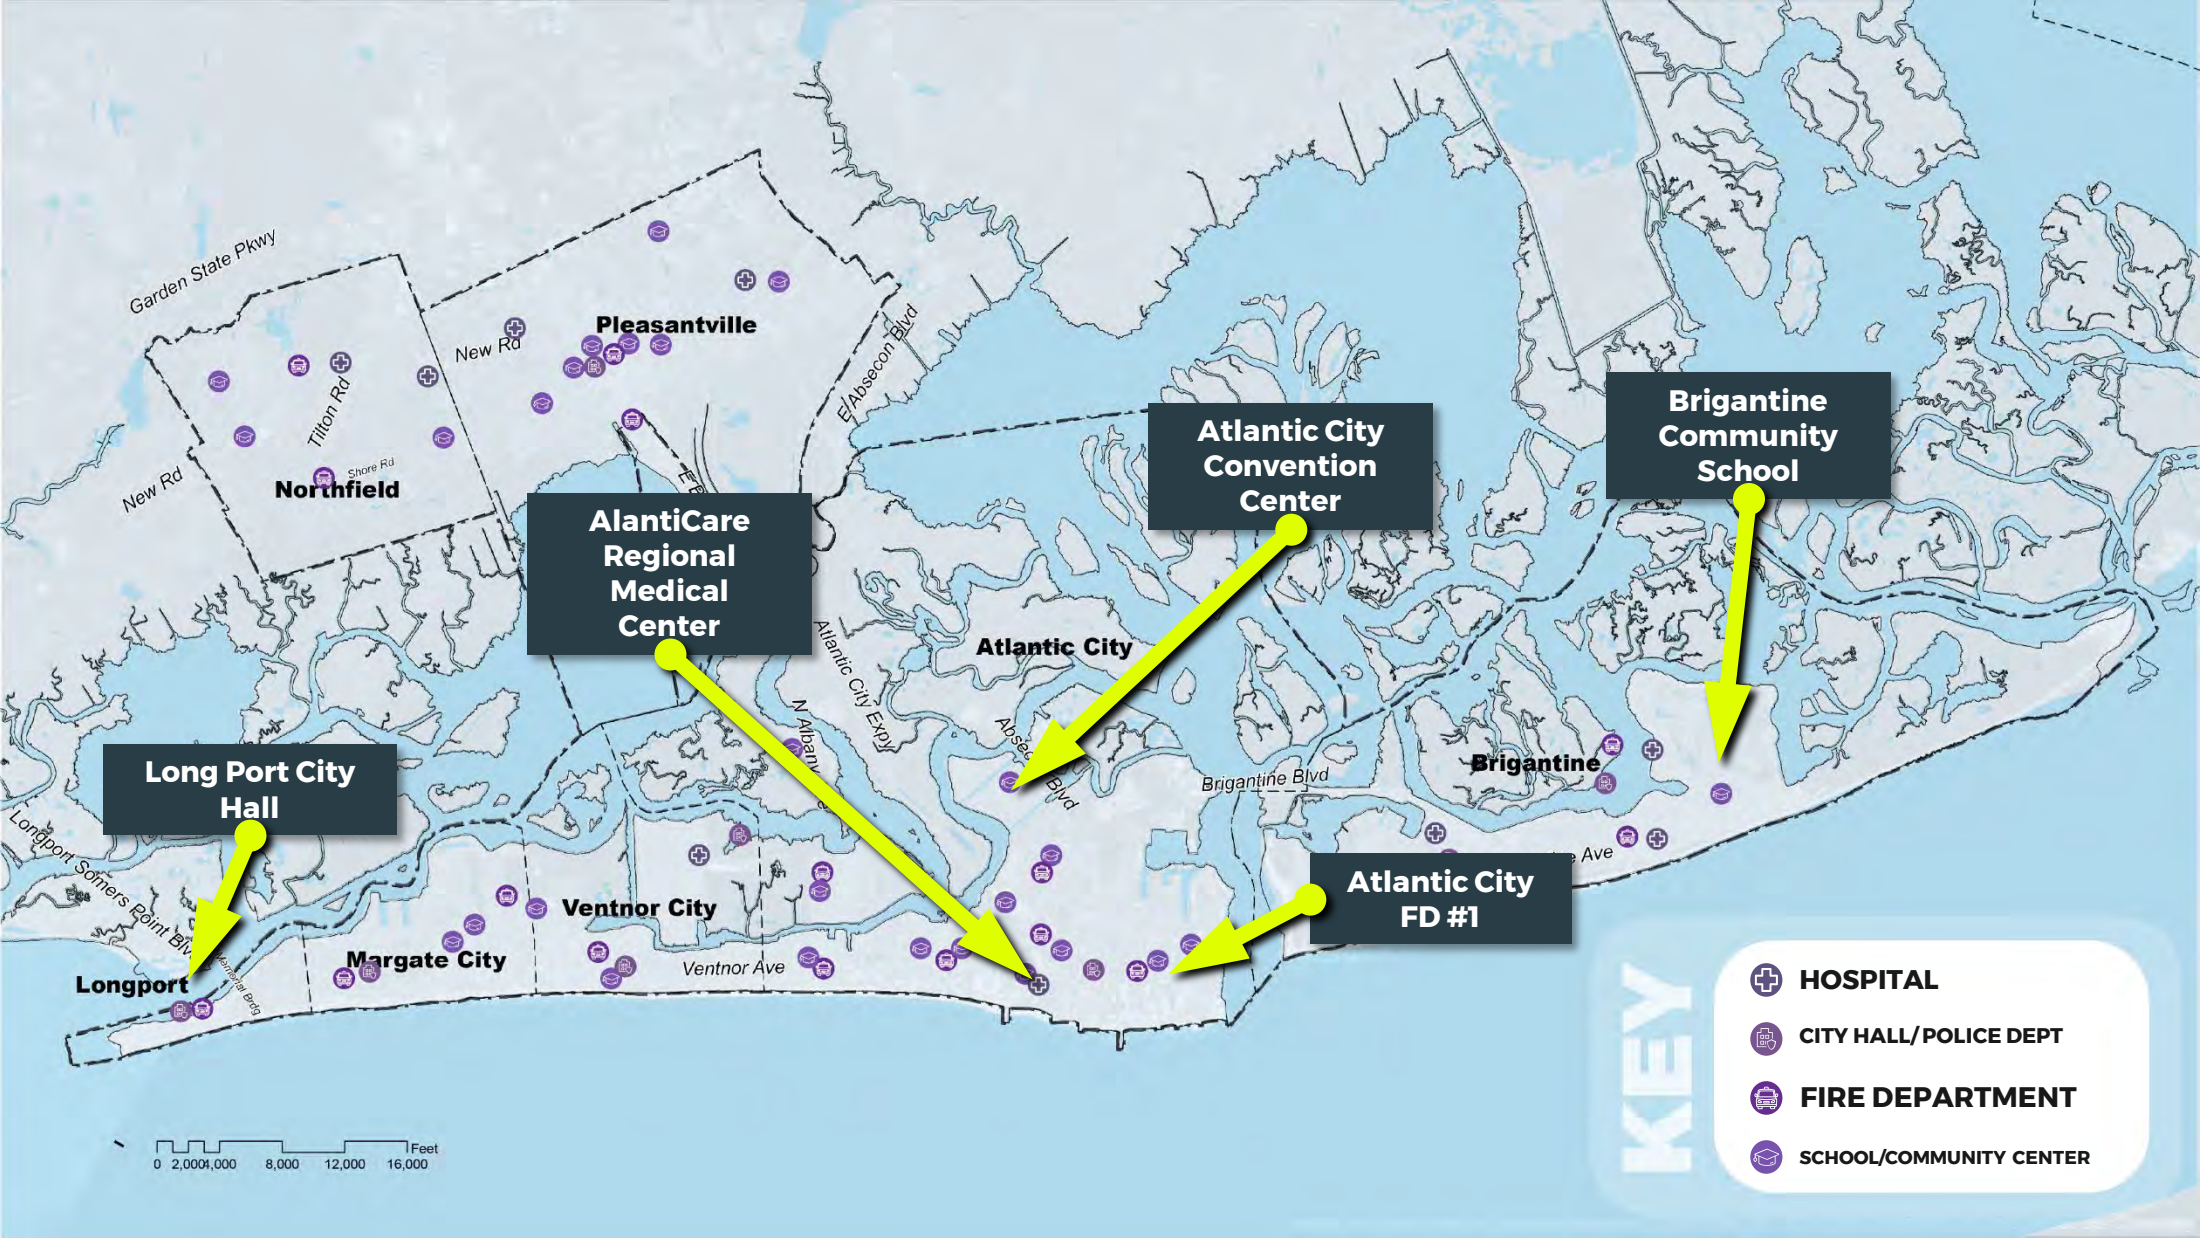 Garden State Pkwy
Pleasantville
New Rd
E Absecon Blvd
Tilton Rd
Shore Rd
Northfield
New Rd
Brigantine
Community
School
Atlantic City
Convention
Center
AlantiCare
Regional
Medical
Center
Atlantic City
Atlantic City Expy
Long Port City
Hall
Brigantine
Brigantine Blvd
Longport Somers Point Blvd
Ventnor City
Margate City
Ventnor Ave
Longport
Memorial Brdg
Ave
Atlantic City
FD #1
KEY
HOSPITAL
CITY HALL/POLICE DEPT
FIRE DEPARTMENT
SCHOOL/COMMUNITY CENTER
Feet
0 2,000 4,000 8,000 12,000 16,000